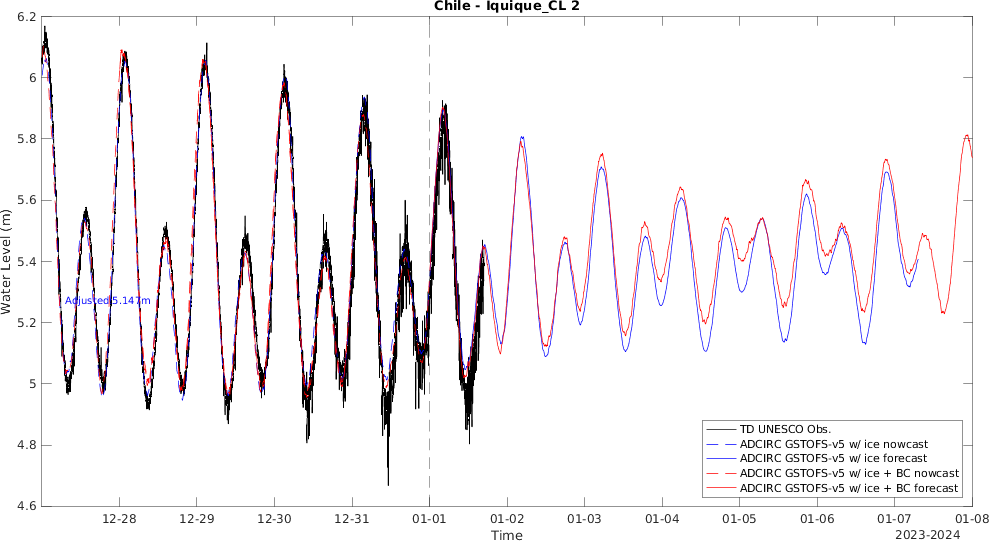 Chile - Iquique_CL 2
Water Level (m)
6.2
6
5.8
5.6
5.4
5.2
5
4.8
4.6
Adjusted 5.147m
TD UNESCO Obs.
ADCIRC GSTOFS-v5 w/ ice nowcast
ADCIRC GSTOFS-v5 w/ ice forecast
ADCIRC GSTOFS-v5 w/ ice + BC nowcast
ADCIRC GSTOFS-v5 w/ ice + BC forecast
12-28 12-29 12-30 12-31 01-01 01-02 01-03 01-04 01-05 01-06 01-07 01-08
Time
2023-2024